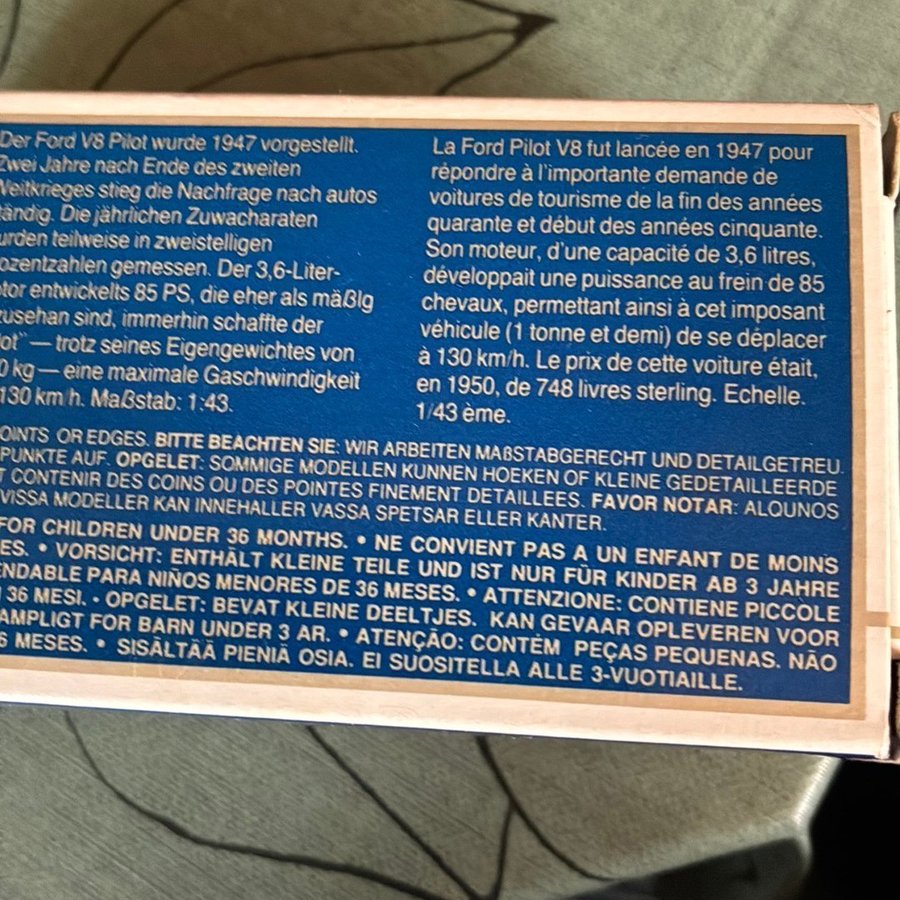 Der Ford V8 Pilot wurde 1947 vorgestellt.
Zwei Jahre nach Ende des zweiten
Weltkrieges stieg die Nachfrage nach autos
tändig. Die jährlichen Zuwacharaten
urden teilweise in zweistelligen
ozentzahlen gemessen. Der 3,6-Liter-
otor entwickelts 85 PS, die eher als mäßlg
zusehan sind, immerhin schaffte der
lot" — trotz seines Eigengewichtes von
0 kg — eine maximale Gaschwindigkeit
130 km/h. Maßstab: 1:43.
La Ford Pilot V8 fut lancée en 1947 pour
répondre à l'importante demande de
voitures de tourisme de la fin des années
quarante et début des années cinquante.
Son moteur, d'une capacité de 3,6 litres,
développait une puissance au frein de 85
chevaux, permettant ainsi à cet imposant
véhicule (1 tonne et demi) de se déplacer
à 130 km/h. Le prix de cette voiture était,
en 1950, de 748 livres sterling. Echelle.
1/43 ème.
OINTS OR EDGES. BITTE BEACHTEN SIE: WIR ARBEITEN MAßSTABGERECHT UND DETAILGETREU.
PUNKTE AUF. OPGELET: SOMMIGE MODELLEN KUNNEN HOEKEN OF KLEINE GEDETAILLEERDE
T CONTENIR DES COINS OU DES POINTES FINEMENT DETAILLEES. FAVOR NOTAR: ALOUNOS
VISSA MODELLER KAN INNEHALLER VASSA SPETSAR ELLER KANTER.
FOR CHILDREN UNDER 36 MONTHS. • NE CONVIENT PAS A UN ENFANT DE MOINS
ES. • VORSICHT: ENTHÄLT KLEINE TEILE UND IST NUR FÜR KINDER AB 3 JAHRE
ENDABLE PARA NIÑOS MENORES DE 36 MESES. • ATTENZIONE: CONTIENE PICCOLE
36 MESI. • OPGELET: BEVAT KLEINE DEELTJES. KAN GEVAAR OPLEVEREN VOOR
AMPLIGT FOR BARN UNDER 3 AR. • ATENÇÃO: CONTÉM PEÇAS PEQUENAS. NÃO
6 MESES. • SISÄLTÄÄ PIENIÄ OSIA. EI SUOSITELLA ALLE 3-VUOTIAILLE.